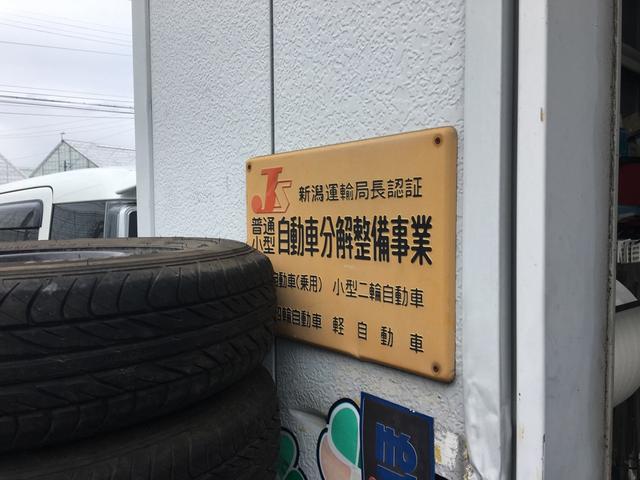 JS 新潟運輸局長認証
普通
小型 自動車分解整備事業
動車(乗用) 小型二輪自動車
四輪自動車 軽自動車